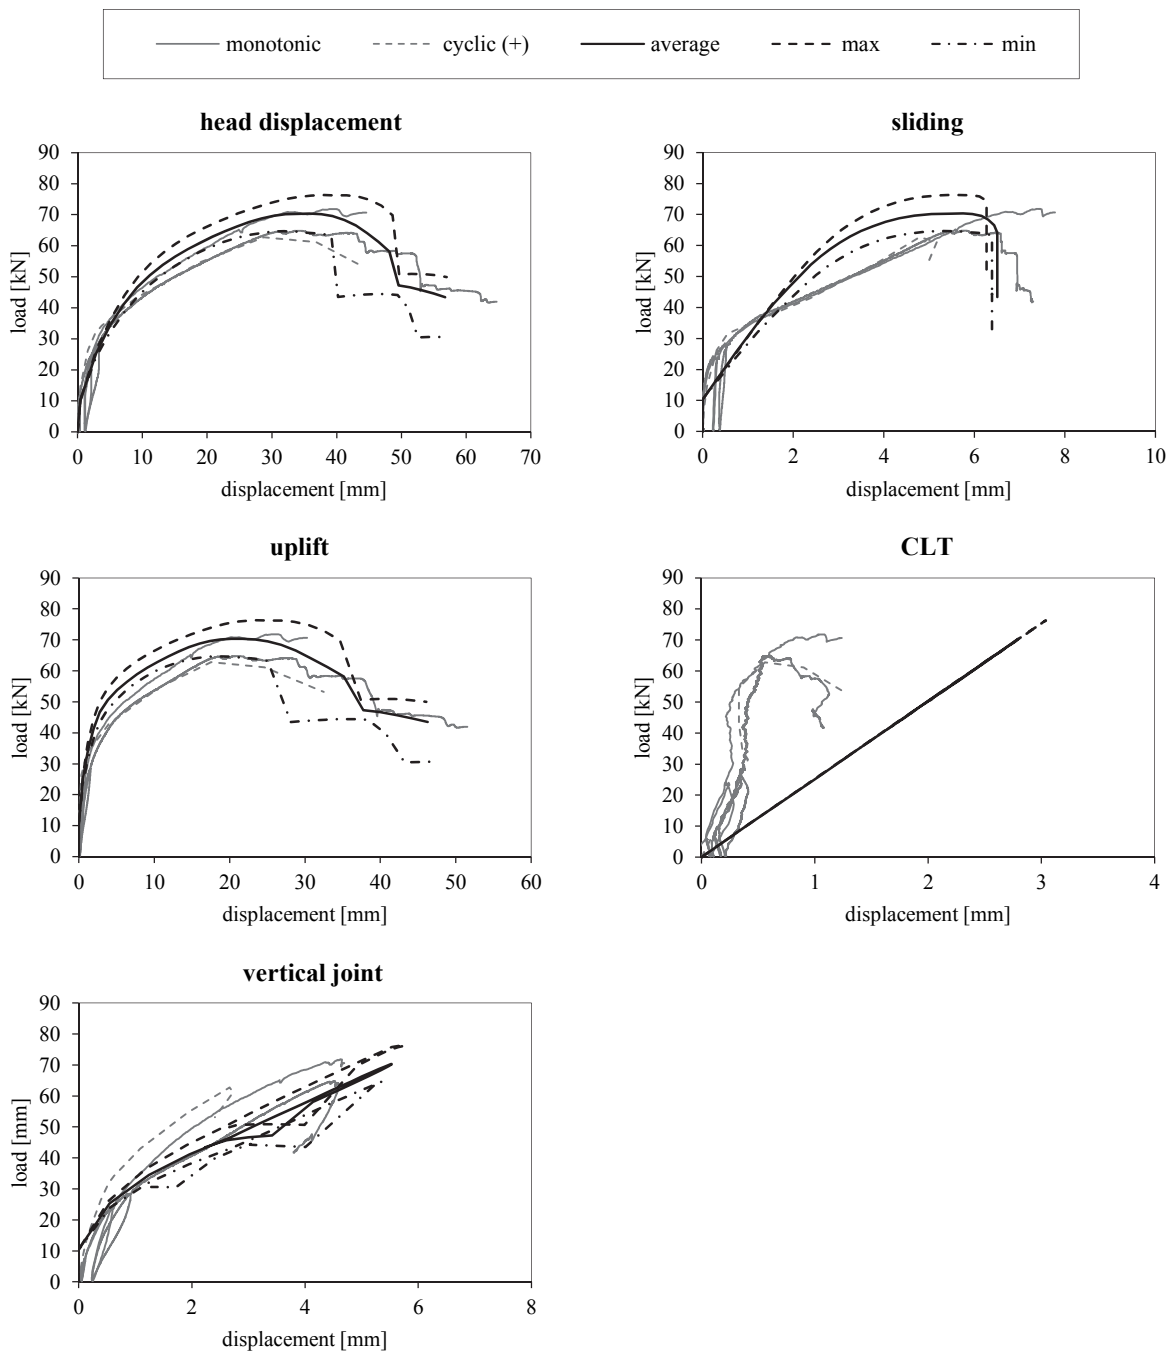 monotonic cyclic (+) average max min
head displacement
90
80
70
60
50
40
30
20
10
0
load [kN]
0 10 20 30 40 50 60 70
displacement [mm]
sliding
90
80
70
60
50
40
30
20
10
0
load [kN]
0 2 4 6 8 10
displacement [mm]
uplift
90
80
70
60
50
40
30
20
10
0
load [kN]
0 10 20 30 40 50 60
displacement [mm]
CLT
90
80
70
60
50
40
30
20
10
0
load [kN]
0 1 2 3 4
displacement [mm]
vertical joint
90
80
70
60
50
40
30
20
10
0
load [mm]
0 2 4 6 8
displacement [mm]